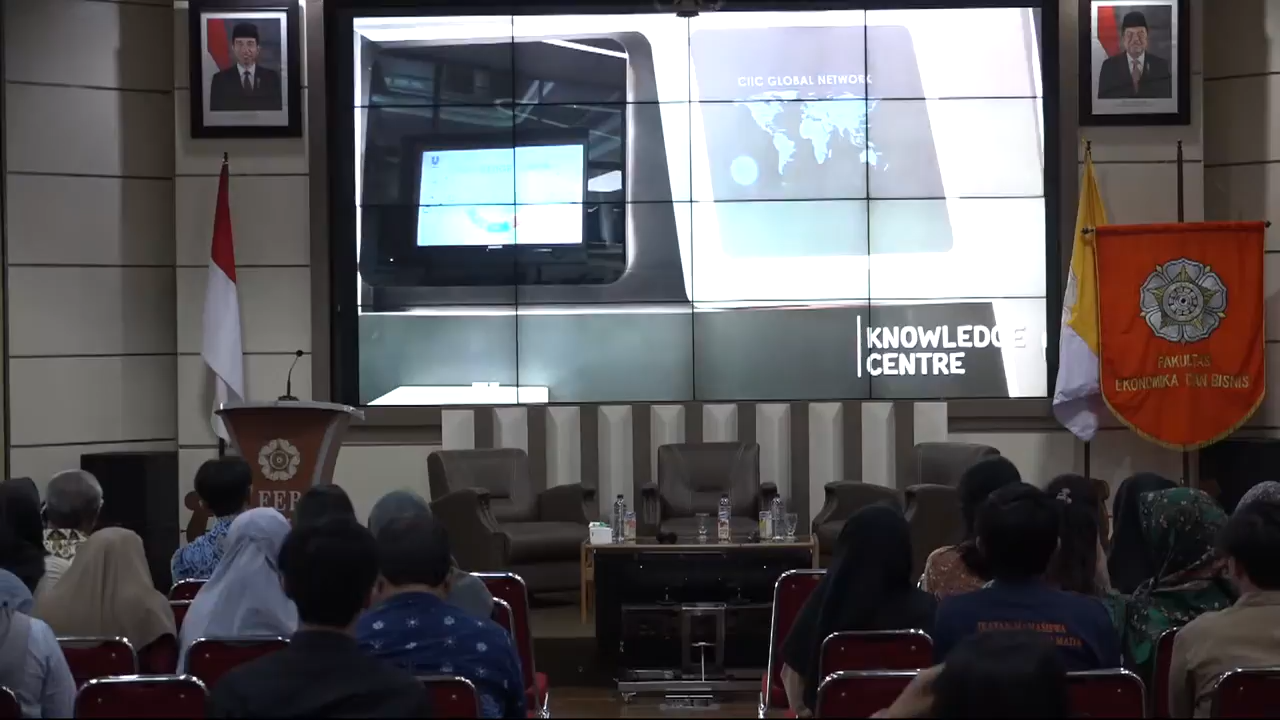 CIIC GLOBAL NETWORK
KNOWLEDGE
CENTRE
FAKULTAS
EKONOMIKA DAN BISNIS
FEB